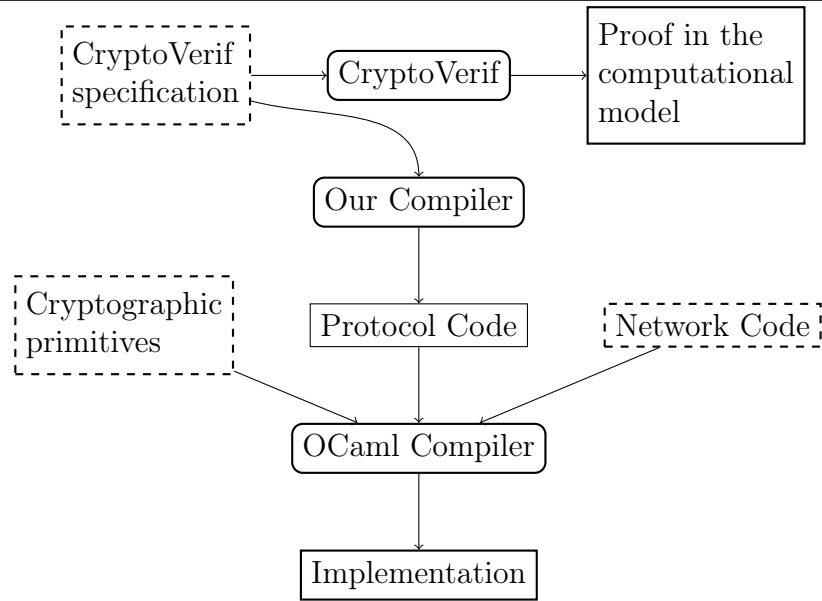 CryptoVerif
specification
CryptoVerif
Proof in the
computational
model
Our Compiler
Cryptographic
primitives
Protocol Code
Network Code
OCaml Compiler
Implementation